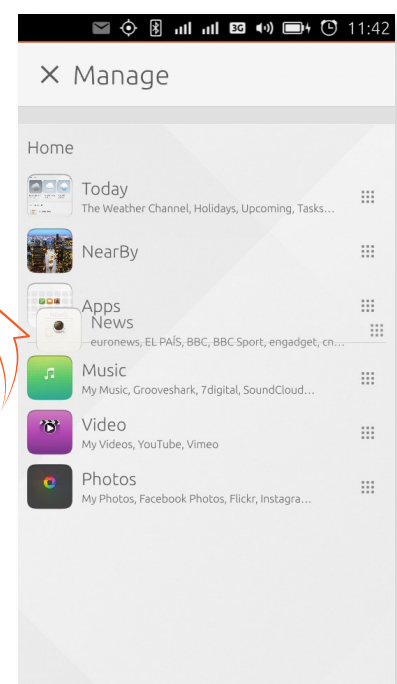 3G 11:42
Manage
Home
Today
The Weather Channel, Holidays, Upcoming, Tasks...
NearBy
Apps
News
euronews, EL PAÍS, BBC, BBC Sport, engadget, cn...
Music
My Music, Grooveshark, 7digital, SoundCloud...
Video
My Videos, YouTube, Vimeo
Photos
My Photos, Facebook Photos, Flickr, Instagra...